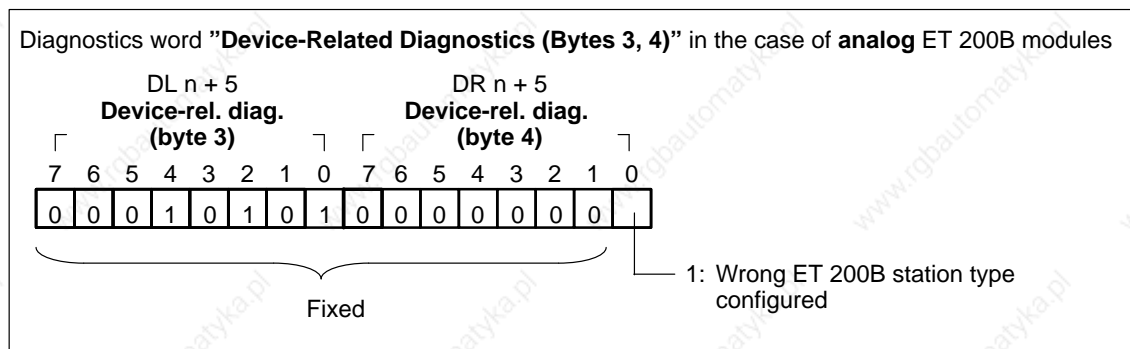 Diagnostics word ”Device-Related Diagnostics (Bytes 3, 4)” in the case of analog ET 200B modules
DL n + 5 DR n + 5
Device-rel. diag. Device-rel. diag.
(byte 3) (byte 4)
7 6 5 4 3 2 1 0 7 6 5 4 3 2 1 0
0 0 0 1 0 1 0 1 0 0 0 0 0 0 0
1: Wrong ET 200B station type
configured
Fixed
www.rgbautomatyka.pl